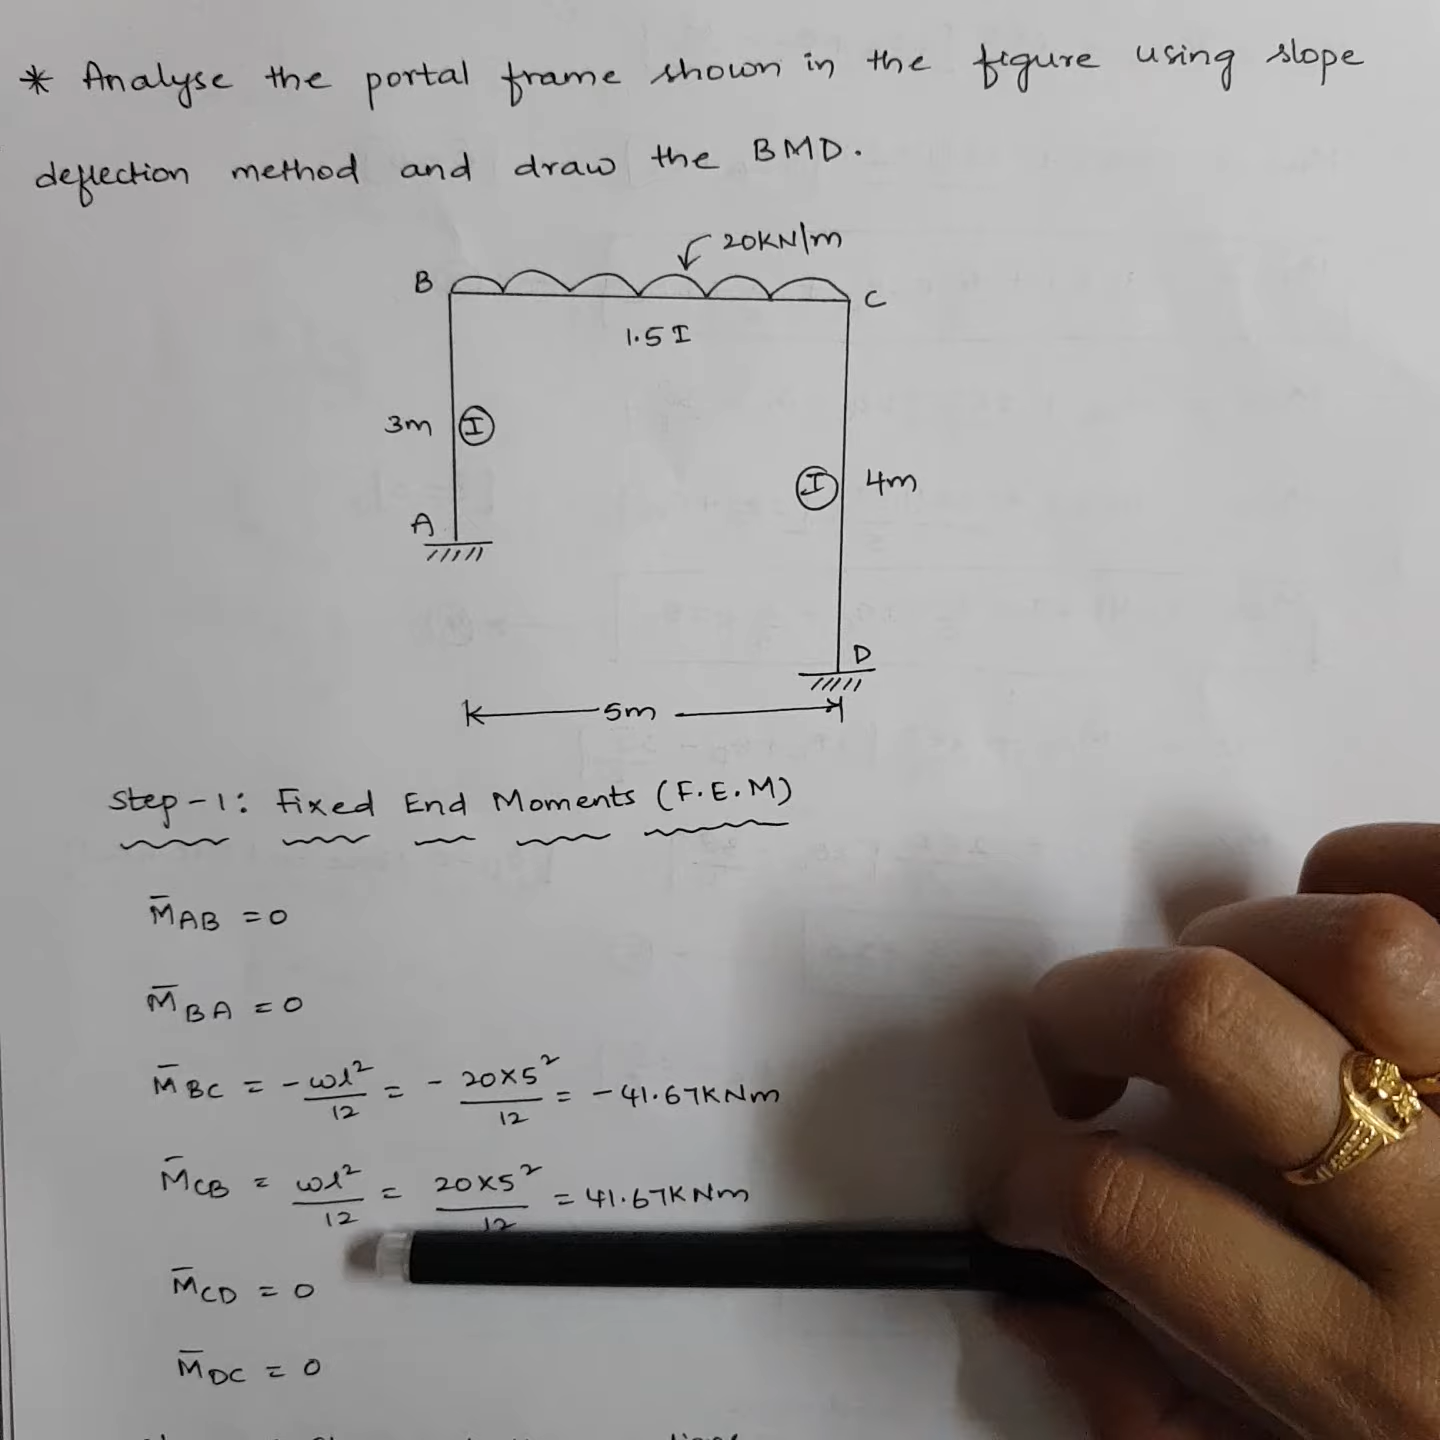 * Analyse the portal frame shown in the figure using slope
deflection method and draw the BMD.
20KN/m
B
C
1.5 I
3m
I
I
4m
A
D
5m
Step-1: Fixed End Moments (F.E.M)
M̅AB = 0
M̅BA = 0
M̅BC = -wl²/12 = - 20×5²/12 = -41.67KNm
M̅CB = wl²/12 = 20×5²/12 = 41.67KNm
M̅CD = 0
M̅DC = 0